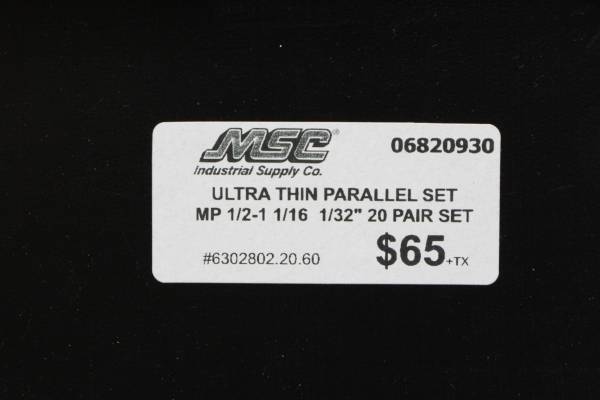 MSC® 06820930
Industrial Supply Co.
ULTRA THIN PARALLEL SET
MP 1/2-1 1/16 1/32" 20 PAIR SET
#6302802.20.60 $65+TX